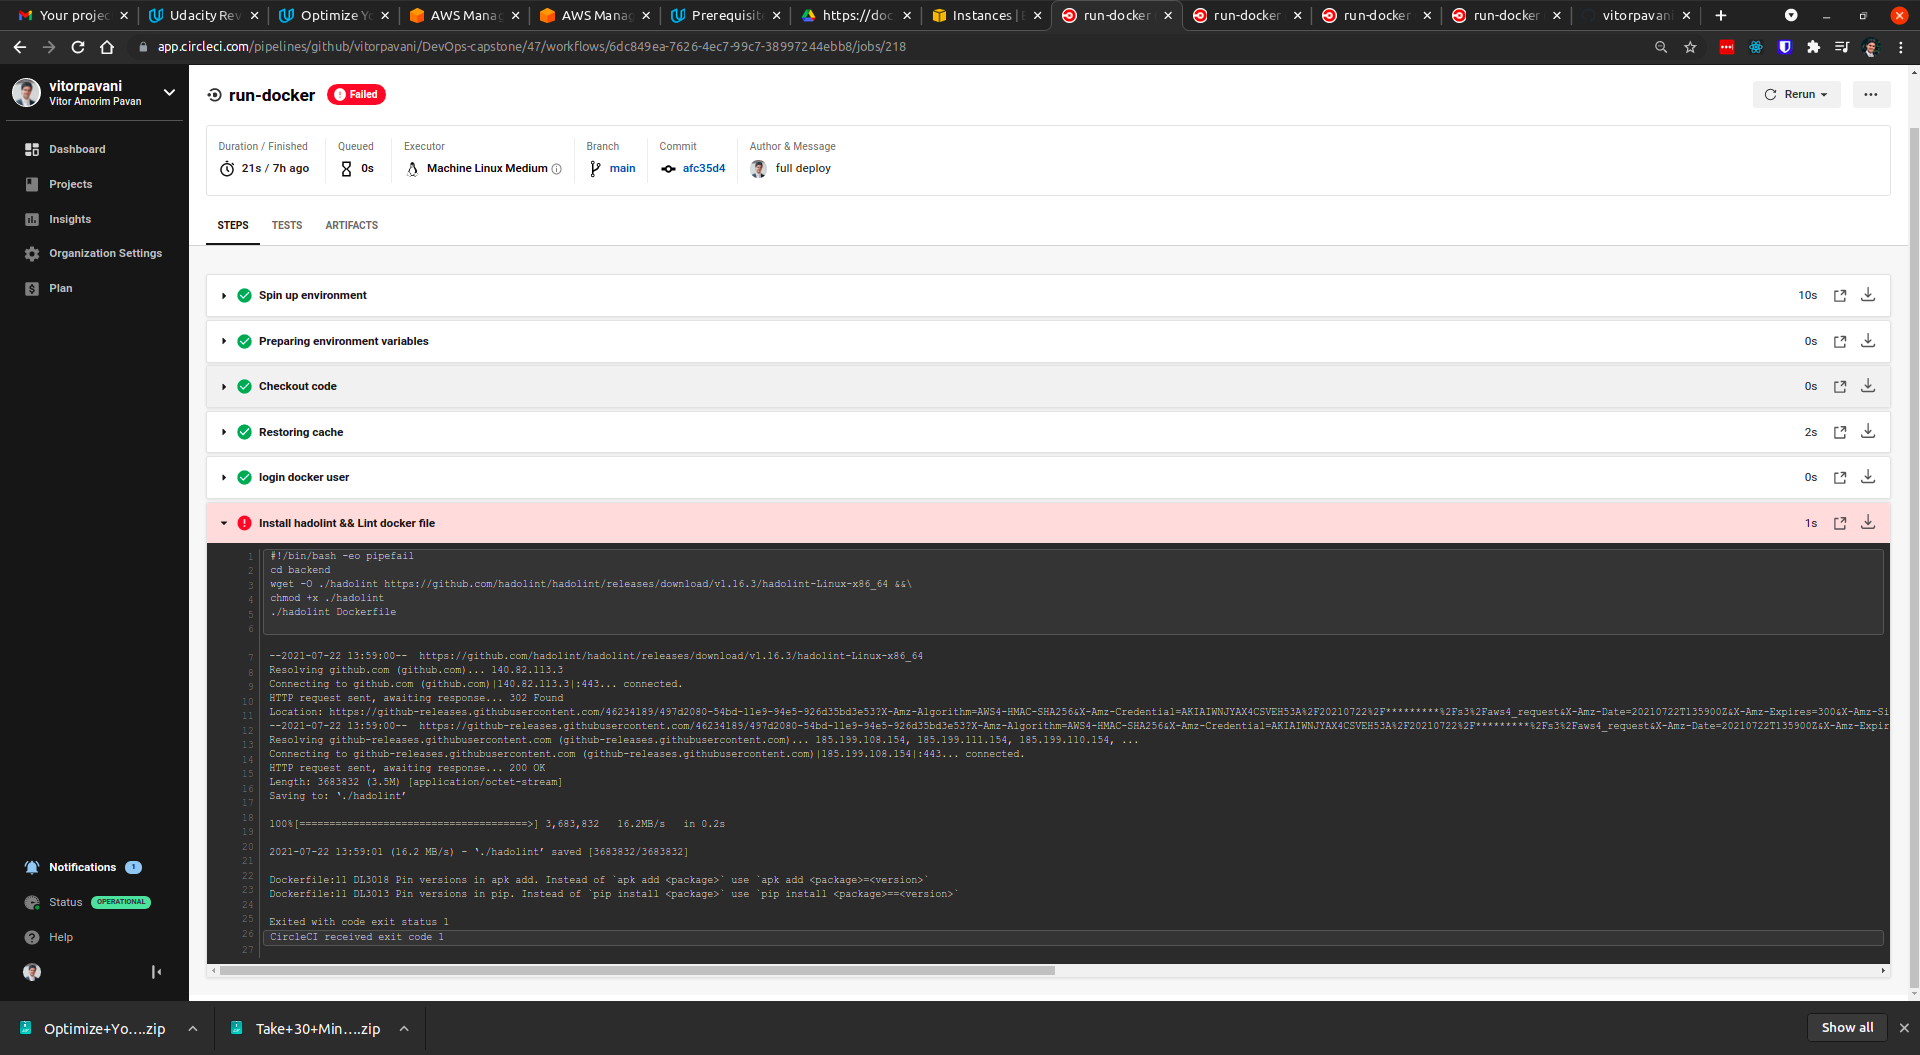 Your projec
Udacity Rev
Optimize Yo
AWS Manag
AWS Manag
Prerequisit
https://doc
Instances | E
run-docker
run-docker
run-docker
run-docker
vitorpavani
app.circleci.com/pipelines/github/vitorpavani/DevOps-capstone/47/workflows/6dc849ea-7626-4ec7-99c7-38997244ebb8/jobs/218
vitorpavani
Vitor Amorim Pavan
Dashboard
Projects
Insights
Organization Settings
Plan
Notifications 1
Status OPERATIONAL
Help
run-docker Failed
Rerun
Duration / Finished
21s / 7h ago
Queued
0s
Executor
Machine Linux Medium
Branch
main
Commit
afc35d4
Author & Message
full deploy
STEPS TESTS ARTIFACTS
Spin up environment 10s
Preparing environment variables 0s
Checkout code 0s
Restoring cache 2s
login docker user 0s
Install hadolint && Lint docker file 1s
1 #!/bin/bash -eo pipefail
2 cd backend
3 wget -O ./hadolint https://github.com/hadolint/hadolint/releases/download/v1.16.3/hadolint-Linux-x86_64 &&\
4 chmod +x ./hadolint
5 ./hadolint Dockerfile
6
7 --2021-07-22 13:59:00-- https://github.com/hadolint/hadolint/releases/download/v1.16.3/hadolint-Linux-x86_64
8 Resolving github.com (github.com)... 140.82.113.3
9 Connecting to github.com (github.com)|140.82.113.3|:443... connected.
10 HTTP request sent, awaiting response... 302 Found
11 Location: https://github-releases.githubusercontent.com/46234189/497d2080-54bd-11e9-94e5-926d35bd3e53?X-Amz-Algorithm=AWS4-HMAC-SHA256&X-Amz-Credential=AKIAIWNJYAX4CSVEH53A%2F20210722%2F*********%2Fs3%2Faws4_request&X-Amz-Date=20210722T135900Z&X-Amz-Expires=300&X-Amz-Si
12 --2021-07-22 13:59:00-- https://github-releases.githubusercontent.com/46234189/497d2080-54bd-11e9-94e5-926d35bd3e53?X-Amz-Algorithm=AWS4-HMAC-SHA256&X-Amz-Credential=AKIAIWNJYAX4CSVEH53A%2F20210722%2F*********%2Fs3%2Faws4_request&X-Amz-Date=20210722T135900Z&X-Amz-Expir
13 Resolving github-releases.githubusercontent.com (github-releases.githubusercontent.com)... 185.199.108.154, 185.199.111.154, 185.199.110.154, ...
14 Connecting to github-releases.githubusercontent.com (github-releases.githubusercontent.com)|185.199.108.154|:443... connected.
15 HTTP request sent, awaiting response... 200 OK
16 Length: 3683832 (3.5M) [application/octet-stream]
17 Saving to: ‘./hadolint’
18
19 100%[======================================>] 3,683,832 16.2MB/s in 0.2s
20
21 2021-07-22 13:59:01 (16.2 MB/s) - ‘./hadolint’ saved [3683832/3683832]
22
23 Dockerfile:11 DL3018 Pin versions in apk add. Instead of `apk add <package>` use `apk add <package>=<version>`
24 Dockerfile:11 DL3013 Pin versions in pip. Instead of `pip install <package>` use `pip install <package>==<version>`
25 Exited with code exit status 1
26 CircleCI received exit code 1
27
Optimize+Yo....zip
Take+30+Min....zip
Show all